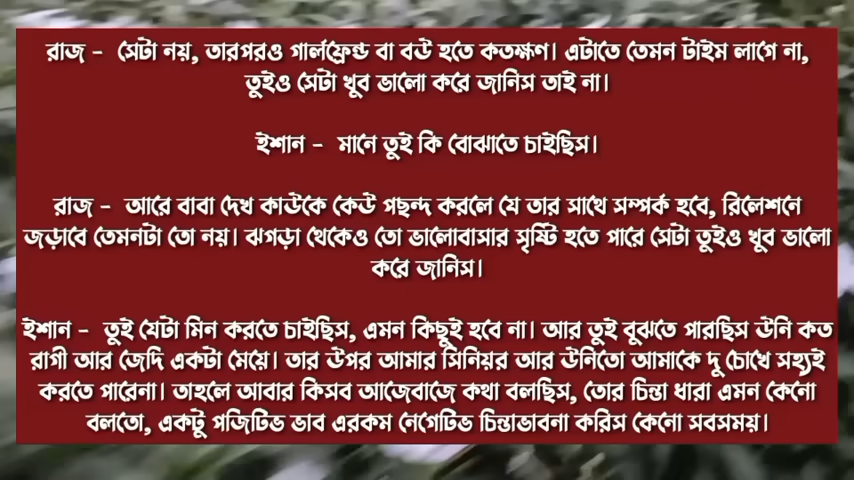 রাজ - সেটা নয়, তারপরও গার্লফ্রেন্ড বা বউ হতে কতক্ষণ। এটাতে তেমন টাইম লাগে না,
তুইও সেটা খুব ভালো করে জানিস তাই না।
ইশান - মানে তুই কি বোঝাতে চাইছিস।
রাজ - আরে বাবা দেখ কাউকে কেউ পছন্দ করলে যে তার সাথে সম্পর্ক হবে, রিলেশনে
জড়াবে তেমনটা তো নয়। ঝগড়া থেকেও তো ভালোবাসার সৃষ্টি হতে পারে সেটা তুইও খুব ভালো
করে জানিস।
ইশান - তুই যেটা মিন করতে চাইছিস, এমন কিছুই হবে না। আর তুই বুঝতে পারছিস উনি কত
রাগী আর জেদি একটা মেয়ে। তার উপর আমার সিনিয়র আর উনিতো আমাকে দু চোখে সহ্যই
করতে পারেনা। তাহলে আবার কিসব আজেবাজে কথা বলছিস, তোর চিন্তা ধারা এমন কেনো
বলতো, একটু পজিটিভ ভাব এরকম নেগেটিভ চিন্তাভাবনা করিস কেনো সবসময়।